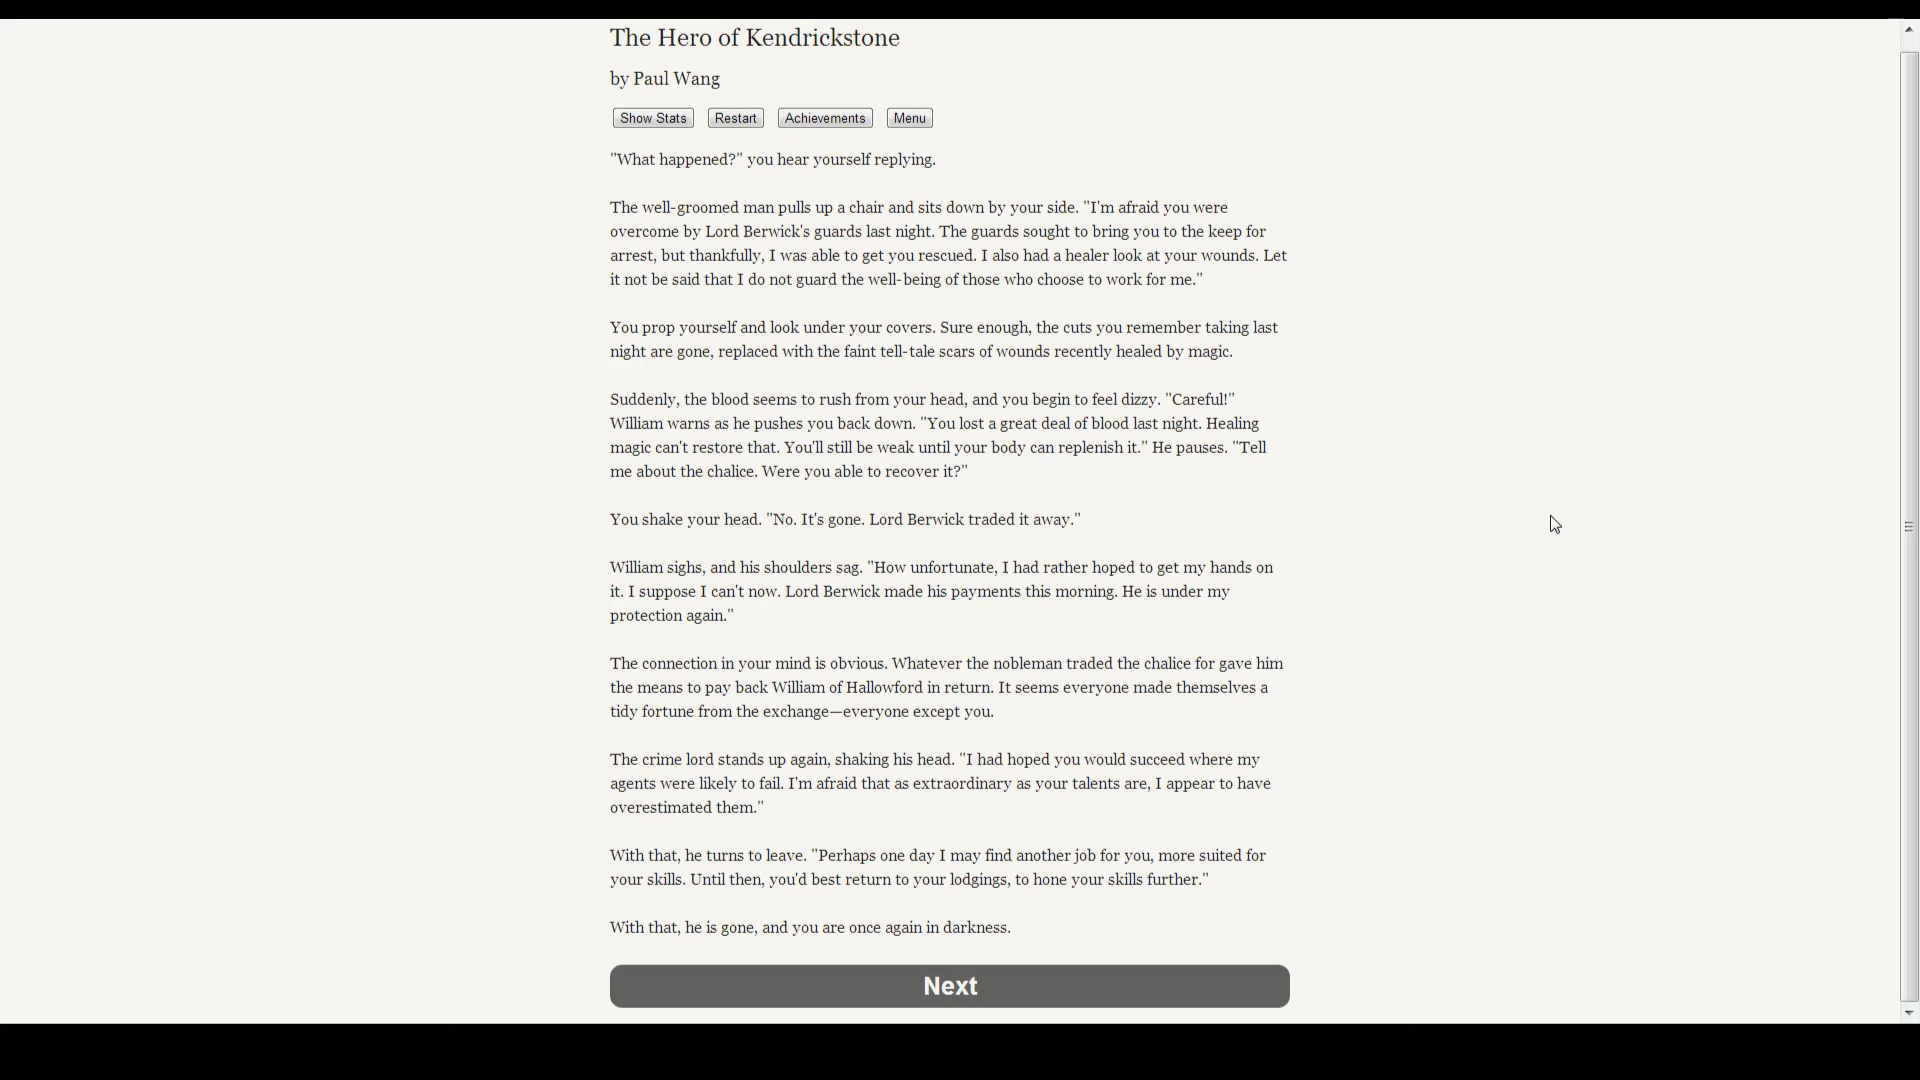 The Hero of Kendrickstone
by Paul Wang
Show Stats Restart Achievements Menu
"What happened?" you hear yourself replying.
The well-groomed man pulls up a chair and sits down by your side. "I'm afraid you were
overcome by Lord Berwick's guards last night. The guards sought to bring you to the keep for
arrest, but thankfully, I was able to get you rescued. I also had a healer look at your wounds. Let
it not be said that I do not guard the well-being of those who choose to work for me."
You prop yourself and look under your covers. Sure enough, the cuts you remember taking last
night are gone, replaced with the faint tell-tale scars of wounds recently healed by magic.
Suddenly, the blood seems to rush from your head, and you begin to feel dizzy. "Careful!"
William warns as he pushes you back down. "You lost a great deal of blood last night. Healing
magic can't restore that. You'll still be weak until your body can replenish it." He pauses. "Tell
me about the chalice. Were you able to recover it?"
You shake your head. "No. It's gone. Lord Berwick traded it away."
William sighs, and his shoulders sag. "How unfortunate, I had rather hoped to get my hands on
it. I suppose I can't now. Lord Berwick made his payments this morning. He is under my
protection again."
The connection in your mind is obvious. Whatever the nobleman traded the chalice for gave him
the means to pay back William of Hallowford in return. It seems everyone made themselves a
tidy fortune from the exchange—everyone except you.
The crime lord stands up again, shaking his head. "I had hoped you would succeed where my
agents were likely to fail. I'm afraid that as extraordinary as your talents are, I appear to have
overestimated them."
With that, he turns to leave. "Perhaps one day I may find another job for you, more suited for
your skills. Until then, you'd best return to your lodgings, to hone your skills further."
With that, he is gone, and you are once again in darkness.
Next